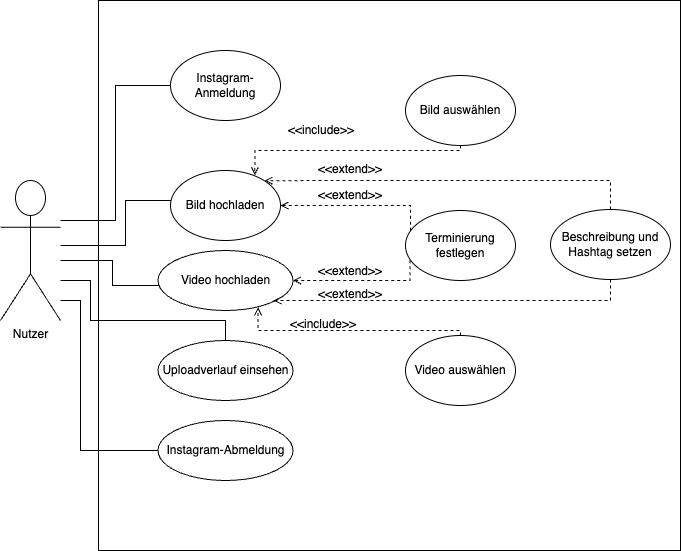 Instagram-
Anmeldung
Bild auswählen
<<include>>
<<extend>>
<<extend>>
Bild hochladen
Terminierung
festlegen
Beschreibung und
Hashtag setzen
Video hochladen
<<extend>>
<<extend>>
<<include>>
Nutzer
Uploadverlauf einsehen
Video auswählen
Instagram-Abmeldung